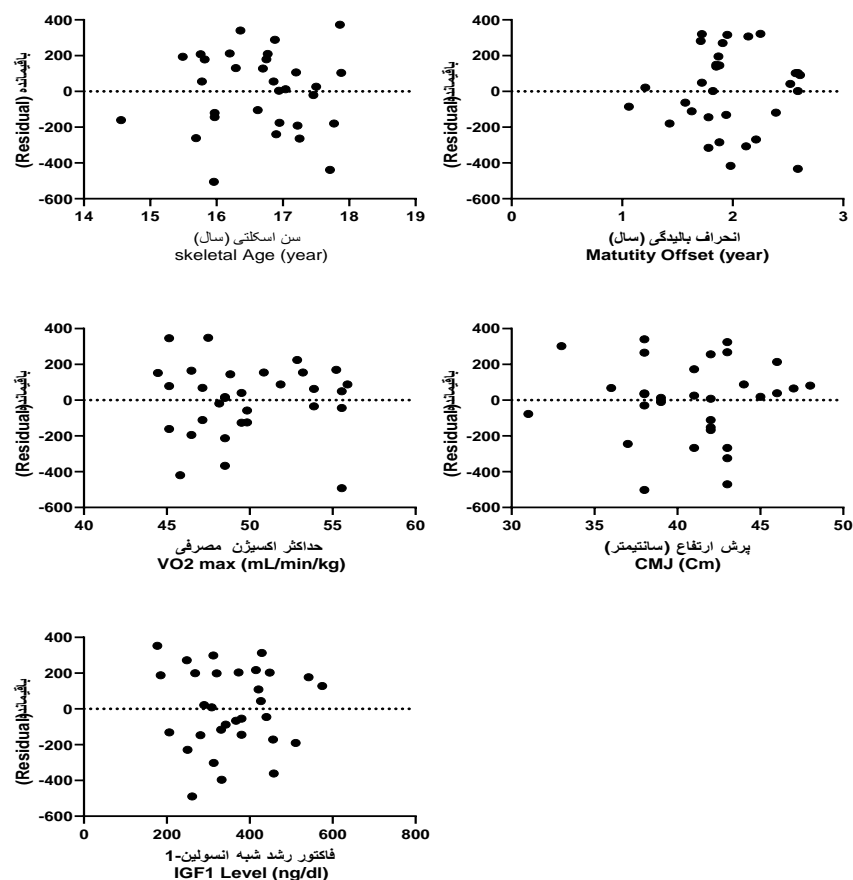 باقیمانده (Residual)
400
200
0
-200
-400
-600
14 15 16 17 18 19
سن اسکلتی (سال)
skeletal Age (year)
باقیمانده(Residual)
400
200
0
-200
-400
-600
0 1 2 3
انحراف بالیدگی (سال)
Matutity Offset (year)
باقیمانده(Residual)
400
200
0
-200
-400
-600
40 45 50 55 60
حداکثر اکسیژن مصرفی
VO2 max (mL/min/kg)
باقیمانده(Residual)
400
200
0
-200
-400
-600
30 35 40 45 50
پرش ارتفاع (سانتیمتر)
CMJ (Cm)
باقیمانده(Residual)
400
200
0
-200
-400
-600
0 200 400 600 800
فاکتور رشد شبه انسولین-1
IGF1 Level (ng/dl)